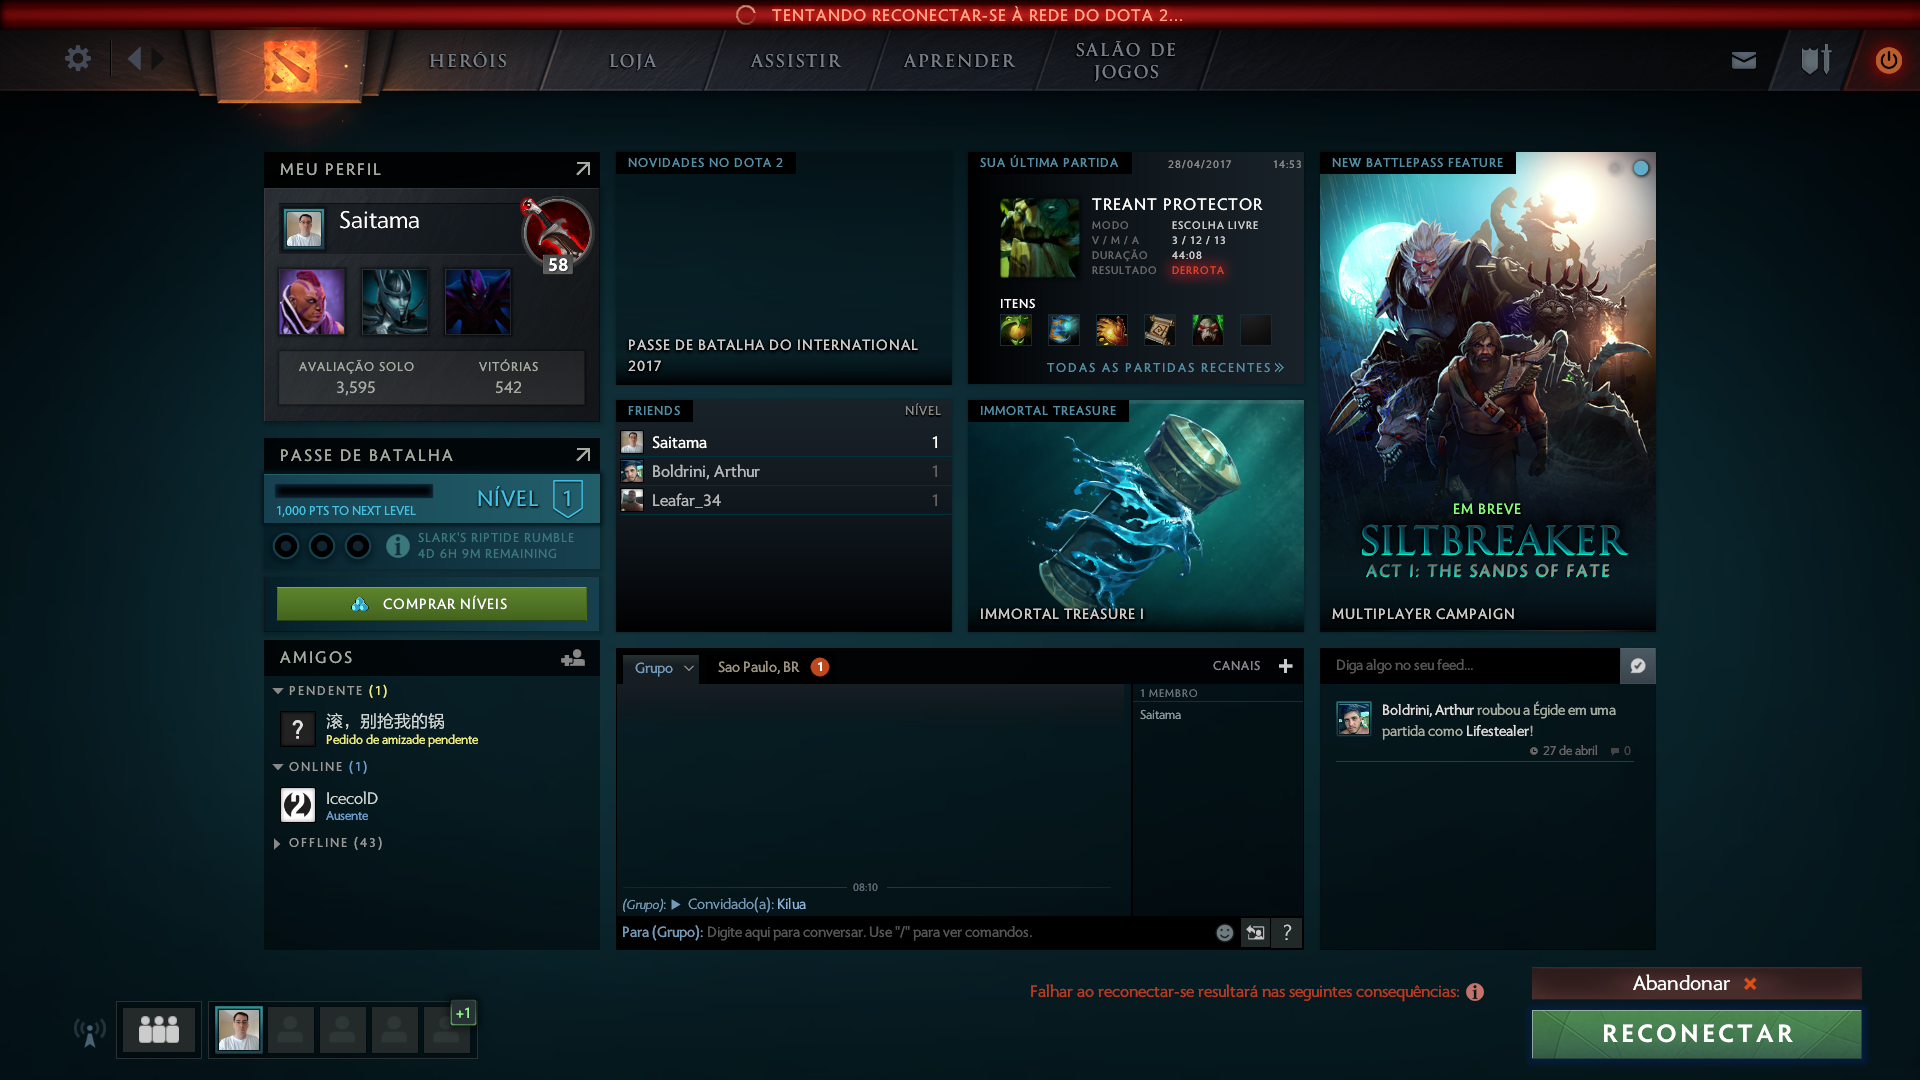 TENTANDO RECONECTAR-SE À REDE DO DOTA 2...
HERÓIS
LOJA
ASSISTIR
APRENDER
SALÃO DE
JOGOS
MEU PERFIL
Saitama
58
AVALIAÇÃO SOLO
3,595
VITÓRIAS
542
PASSE DE BATALHA
1,000 PTS TO NEXT LEVEL
NÍVEL 1
SLARK'S RIPTIDE RUMBLE
4D 6H 9M REMAINING
COMPRAR NÍVEIS
AMIGOS
PENDENTE (1)
?
滚，别抢我的锅
Pedido de amizade pendente
ONLINE (1)
2
IcecolD
Ausente
OFFLINE (43)
NOVIDADES NO DOTA 2
PASSE DE BATALHA DO INTERNATIONAL
2017
FRIENDS NÍVEL
Saitama 1
Boldrini, Arthur 1
Leafar_34 1
SUA ÚLTIMA PARTIDA 28/04/2017 14:53
TREANT PROTECTOR
MODO ESCOLHA LIVRE
V / M / A 3 / 12 / 13
DURAÇÃO 44:08
RESULTADO DERROTA
ITENS
TODAS AS PARTIDAS RECENTES
IMMORTAL TREASURE
IMMORTAL TREASURE I
NEW BATTLEPASS FEATURE
EM BREVE
SILTBREAKER
ACT I: THE SANDS OF FATE
MULTIPLAYER CAMPAIGN
Grupo
Sao Paulo, BR 1
CANAIS +
1 MEMBRO
Saitama
08:10
(Grupo): Convidado(a): Kilua
Para (Grupo): Digite aqui para conversar. Use "/" para ver comandos.
?
Diga algo no seu feed...
Boldrini, Arthur roubou a Égide em uma
partida como Lifestealer!
27 de abril 0
Falhar ao reconectar-se resultará nas seguintes consequências:
Abandonar
RECONECTAR
+1